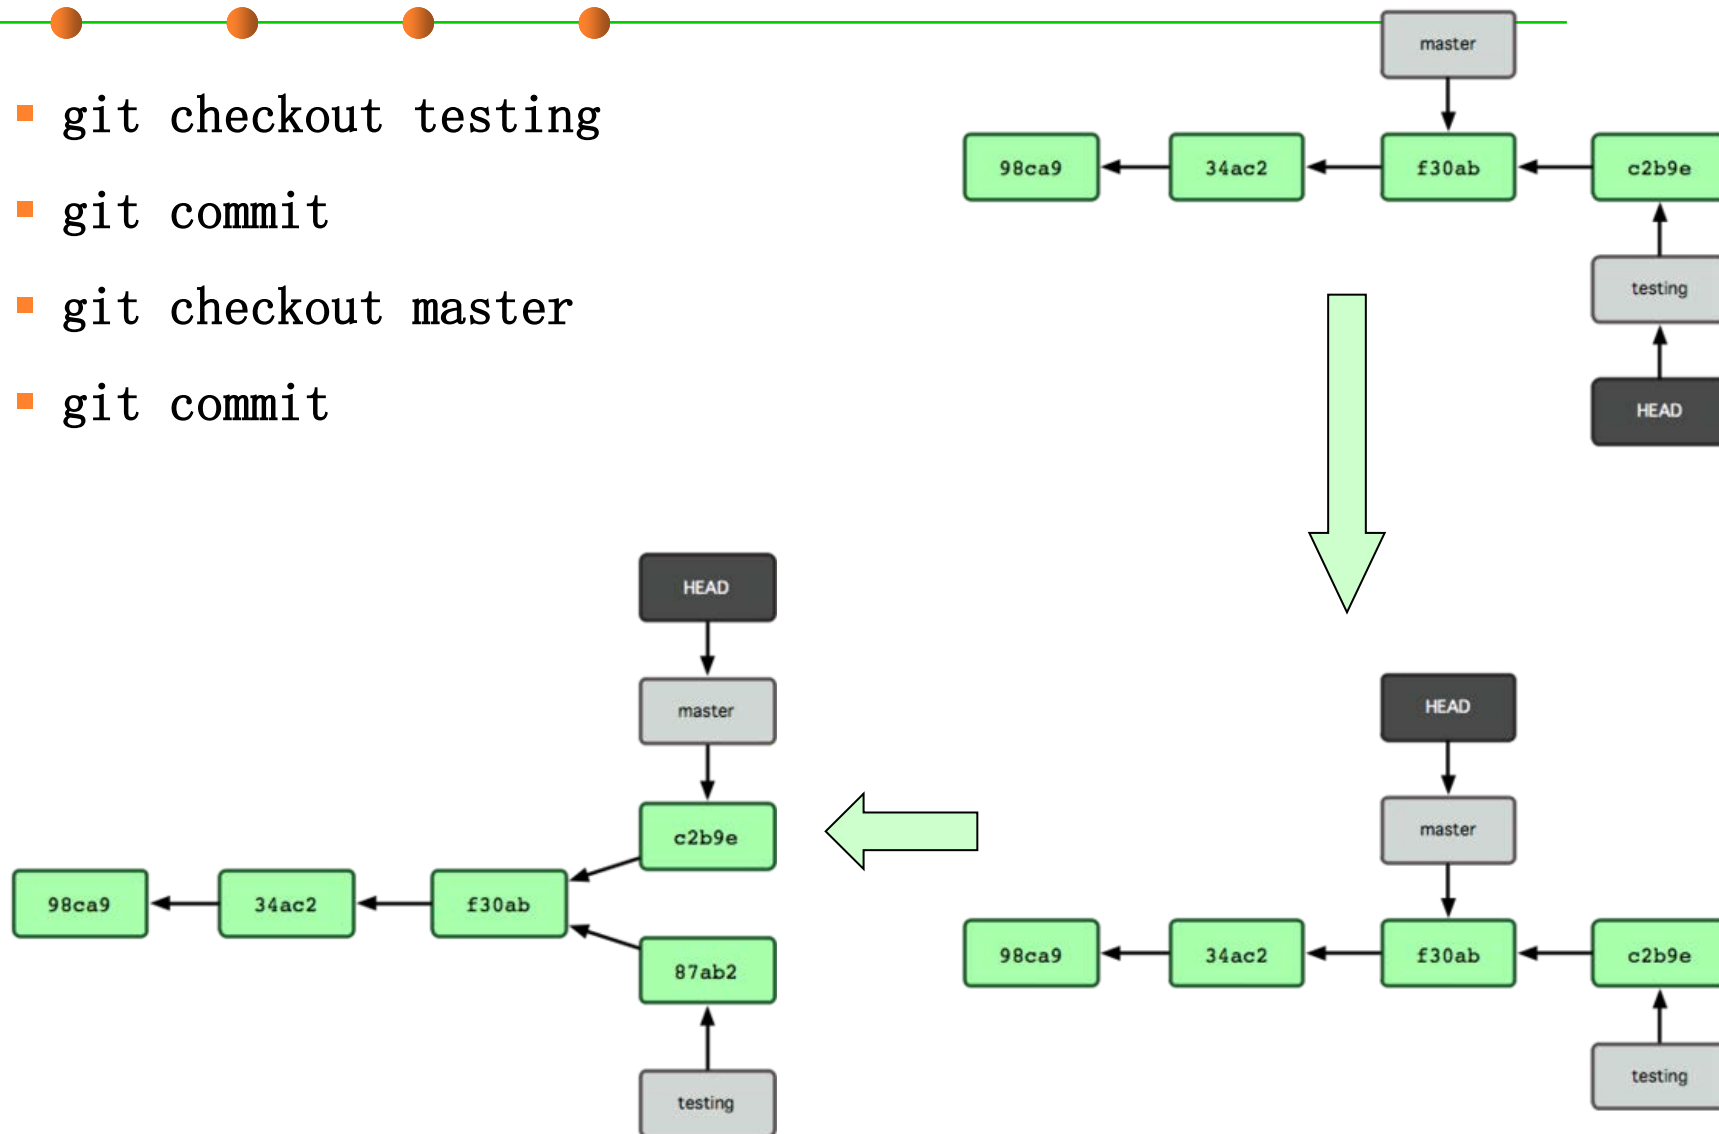 git checkout testing
git commit
git checkout master
git commit
master
98ca9 34ac2 f30ab c2b9e
testing
HEAD
HEAD
master
c2b9e
98ca9 34ac2 f30ab
87ab2
testing
HEAD
master
98ca9 34ac2 f30ab c2b9e
testing